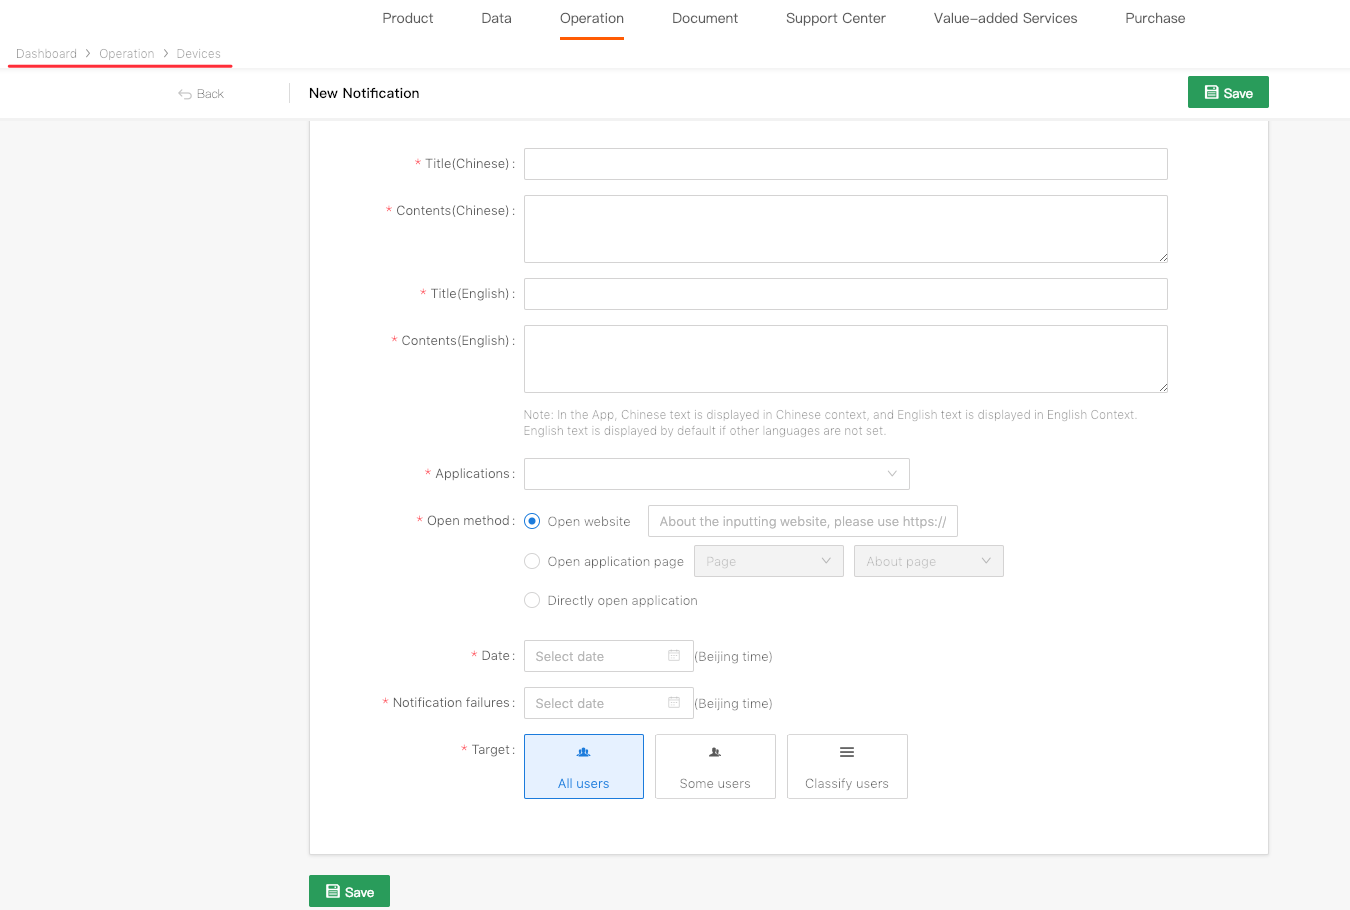 Product Data Operation Document Support Center Value-added Services Purchase
Dashboard > Operation > Devices
Back New Notification Save
* Title(Chinese) :
* Contents(Chinese) :
* Title(English) :
* Contents(English) :
Note: In the App, Chinese text is displayed in Chinese context, and English text is displayed in English Context.
English text is displayed by default if other languages are not set.
* Applications :
* Open method : Open website About the inputting website, please use https://
Open application page Page About page
Directly open application
* Date : Select date (Beijing time)
* Notification failures : Select date (Beijing time)
* Target :
All users Some users Classify users
Save